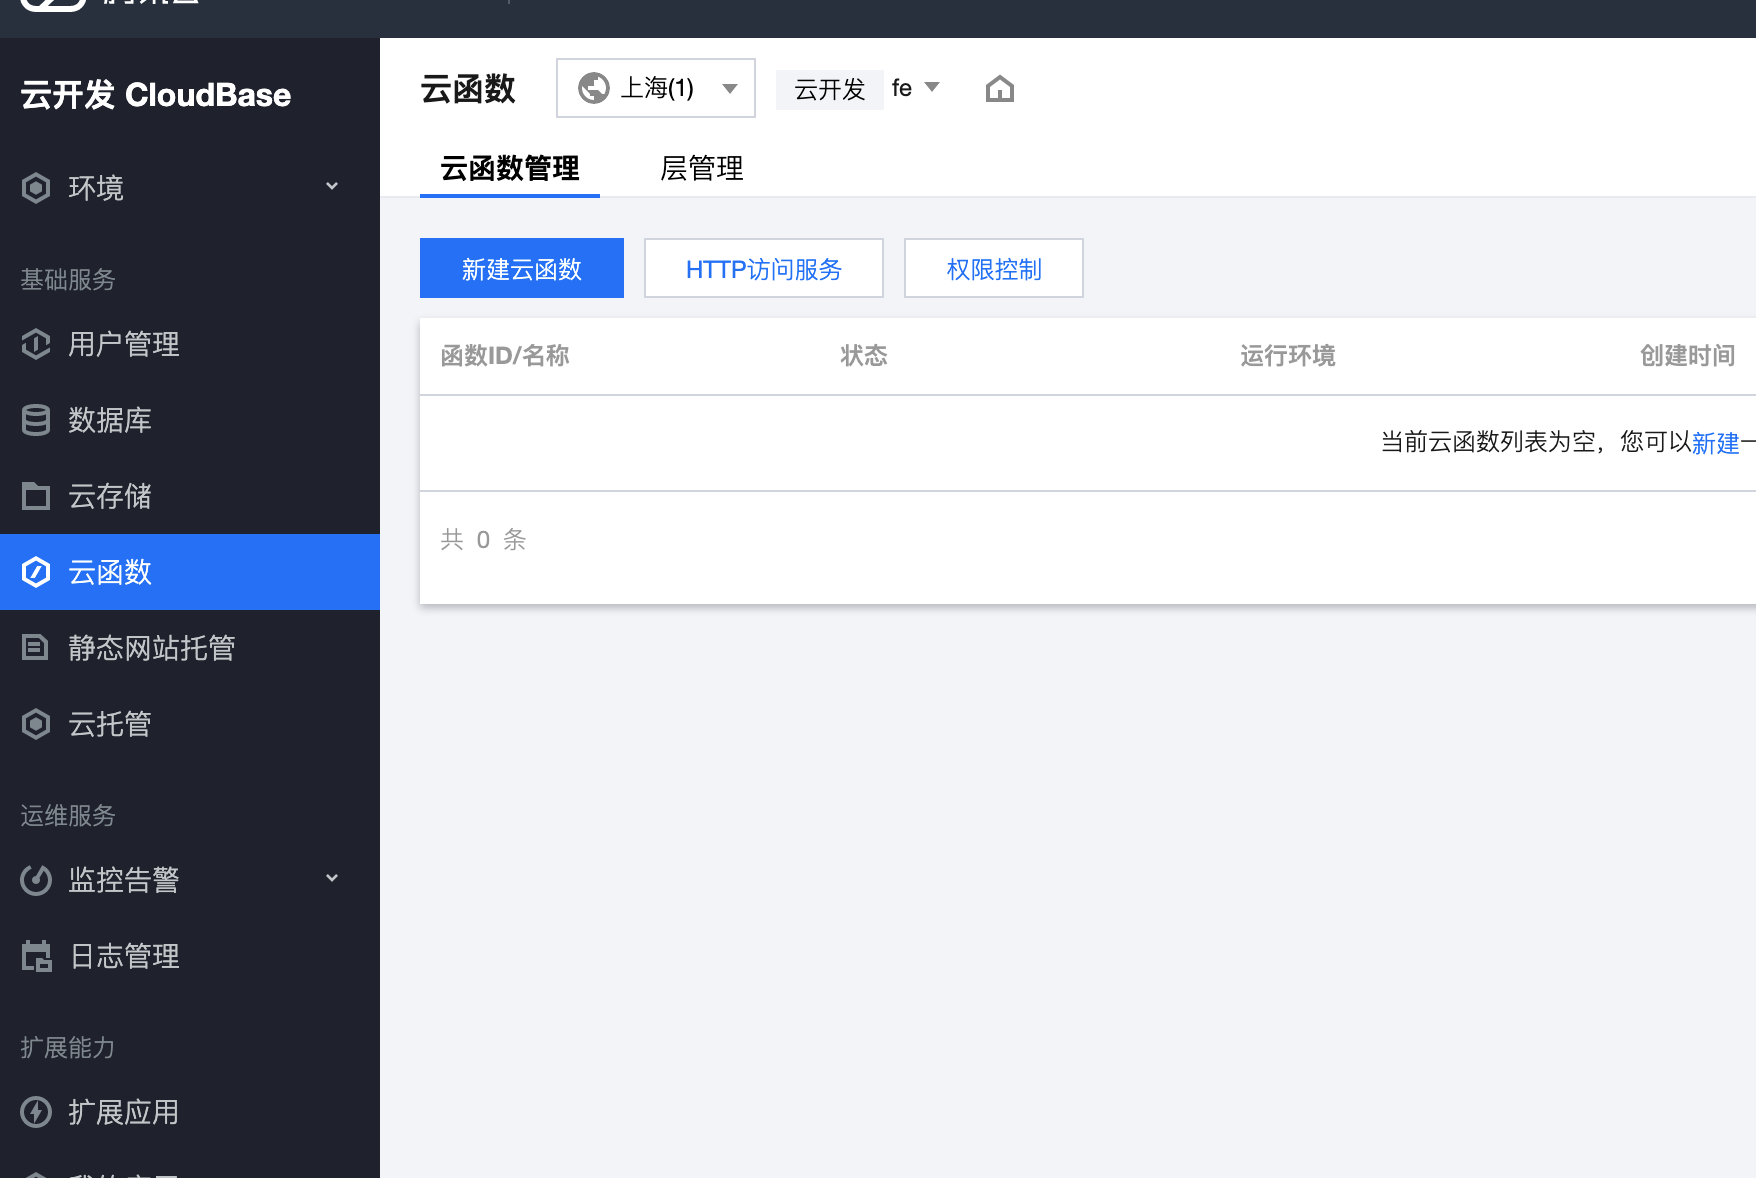 云开发 CloudBase
环境
基础服务
用户管理
数据库
云存储
云函数
静态网站托管
云托管
运维服务
监控告警
日志管理
扩展能力
扩展应用
云函数 上海(1) 云开发 fe
云函数管理 层管理
新建云函数 HTTP访问服务 权限控制
函数ID/名称 状态 运行环境 创建时间
当前云函数列表为空，您可以新建一
共 0 条